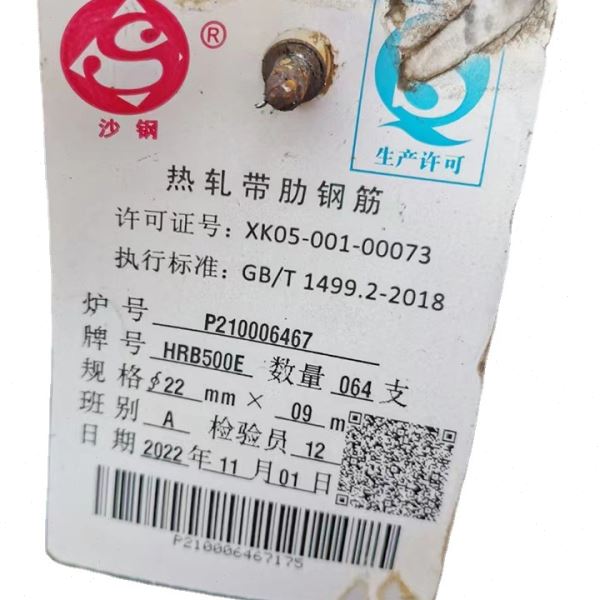 沙钢
®
生产许可
热轧带肋钢筋
许可证号：XK05-001-00073
执行标准：GB/T 1499.2-2018
炉号 P210006467
牌号 HRB500E 数量 064 支
规格 ϕ22 mm × 09 m
班别 A 检验员 12
日期 2022 年 11 月 01 日
P210006467175